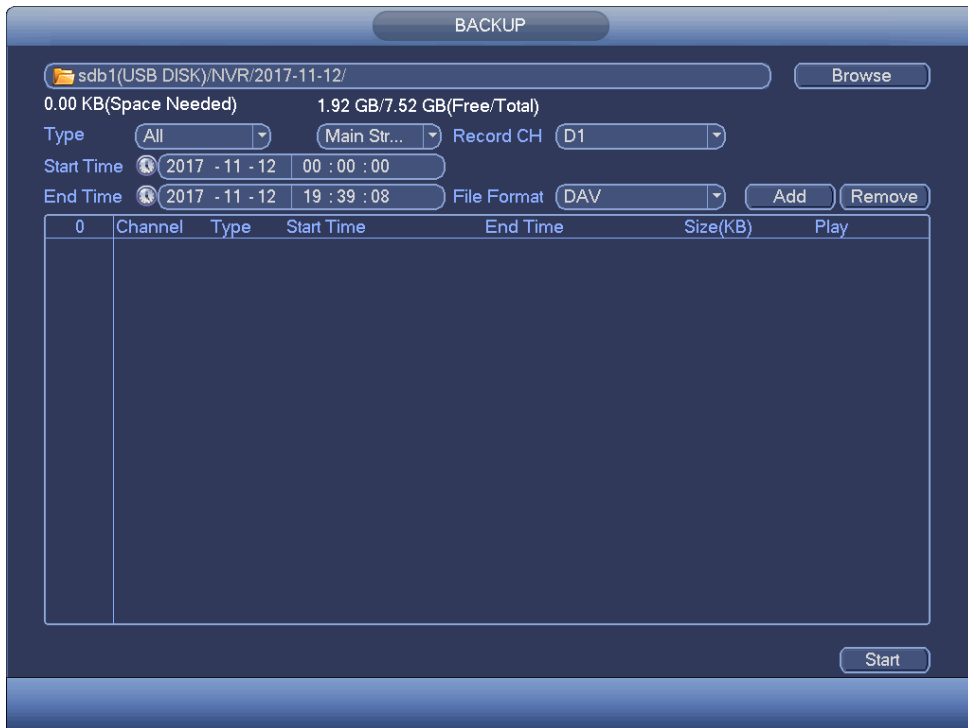 BACKUP
sdb1(USB DISK)/NVR/2017-11-12/ Browse
0.00 KB(Space Needed) 1.92 GB/7.52 GB(Free/Total)
Type All Main Str... Record CH D1
Start Time 2017 - 11 - 12 00 : 00 : 00
End Time 2017 - 11 - 12 19 : 39 : 08 File Format DAV Add Remove
0 Channel Type Start Time End Time Size(KB) Play
Start